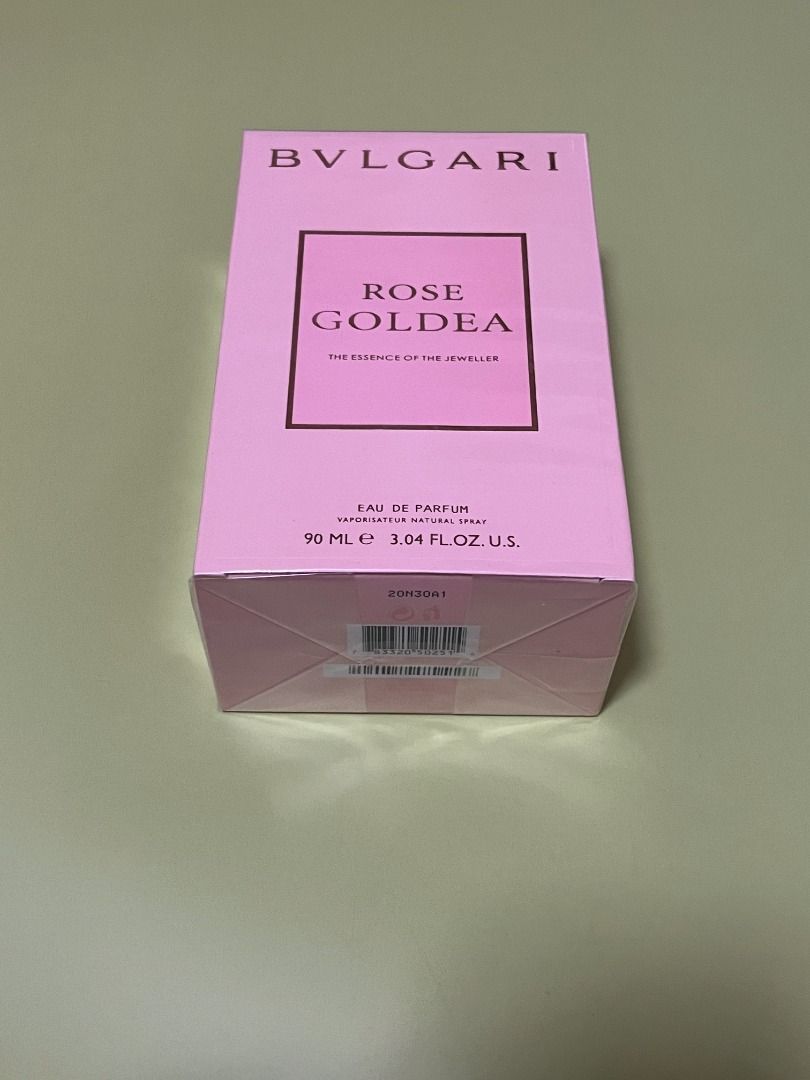 BVLGARI
ROSE
GOLDEA
THE ESSENCE OF THE JEWELLER
EAU DE PARFUM
VAPORISATEUR NATURAL SPRAY
90 ML e 3.04 FL.OZ. U.S.
20N30A1